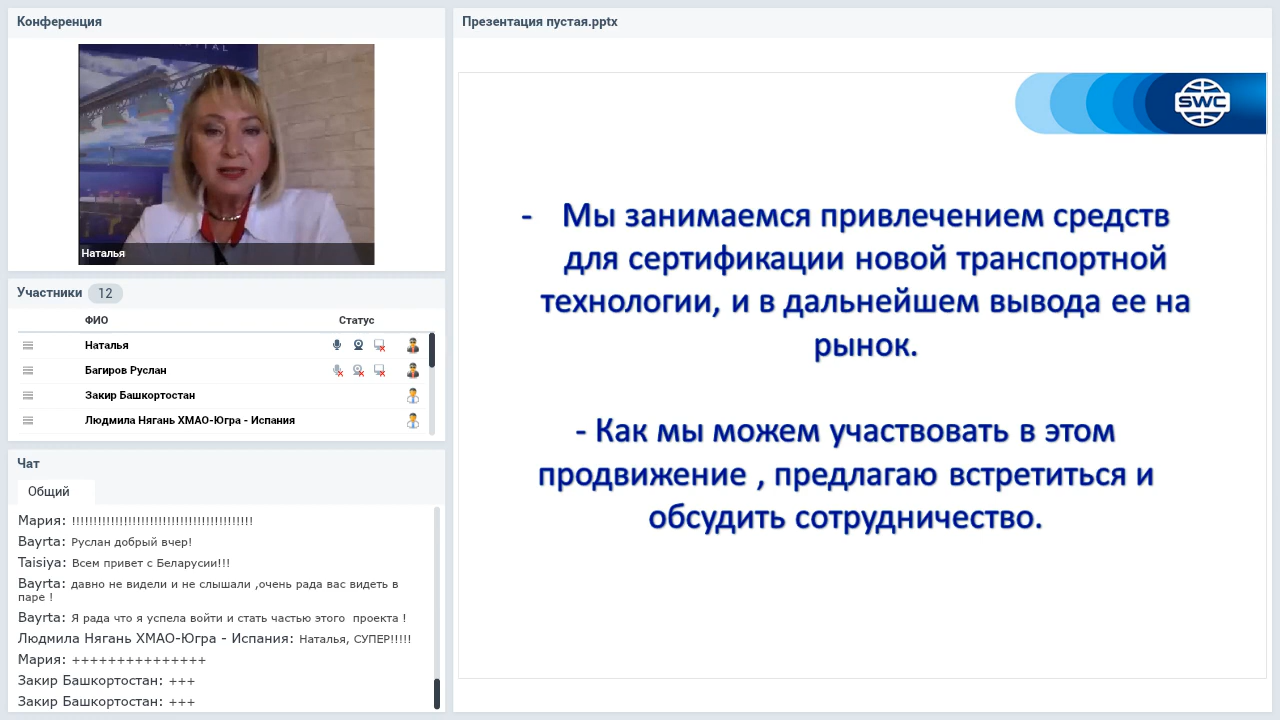 Конференция
TAL
Наталья
Участники 12
ФИО Статус
Наталья
Багиров Руслан
Закир Башкортостан
Людмила Нягань ХМАО-Югра - Испания
Чат
Общий
Мария: !!!!!!!!!!!!!!!!!!!!!!!!!!!!!!!!!!!!!!!!!!!
Bayrta: Руслан добрый вчер!
Taisiya: Всем привет с Беларусии!!!
Bayrta: давно не видели и не слышали ,очень рада вас видеть в
паре !
Bayrta: Я рада что я успела войти и стать частью этого проекта !
Людмила Нягань ХМАО-Югра - Испания: Наталья, СУПЕР!!!!!
Мария: +++++++++++++++
Закир Башкортостан: +++
Закир Башкортостан: +++
Презентация пустая.pptx
SWC
- Мы занимаемся привлечением средств
для сертификации новой транспортной
технологии, и в дальнейшем вывода ее на
рынок.
- Как мы можем участвовать в этом
продвижение , предлагаю встретиться и
обсудить сотрудничество.